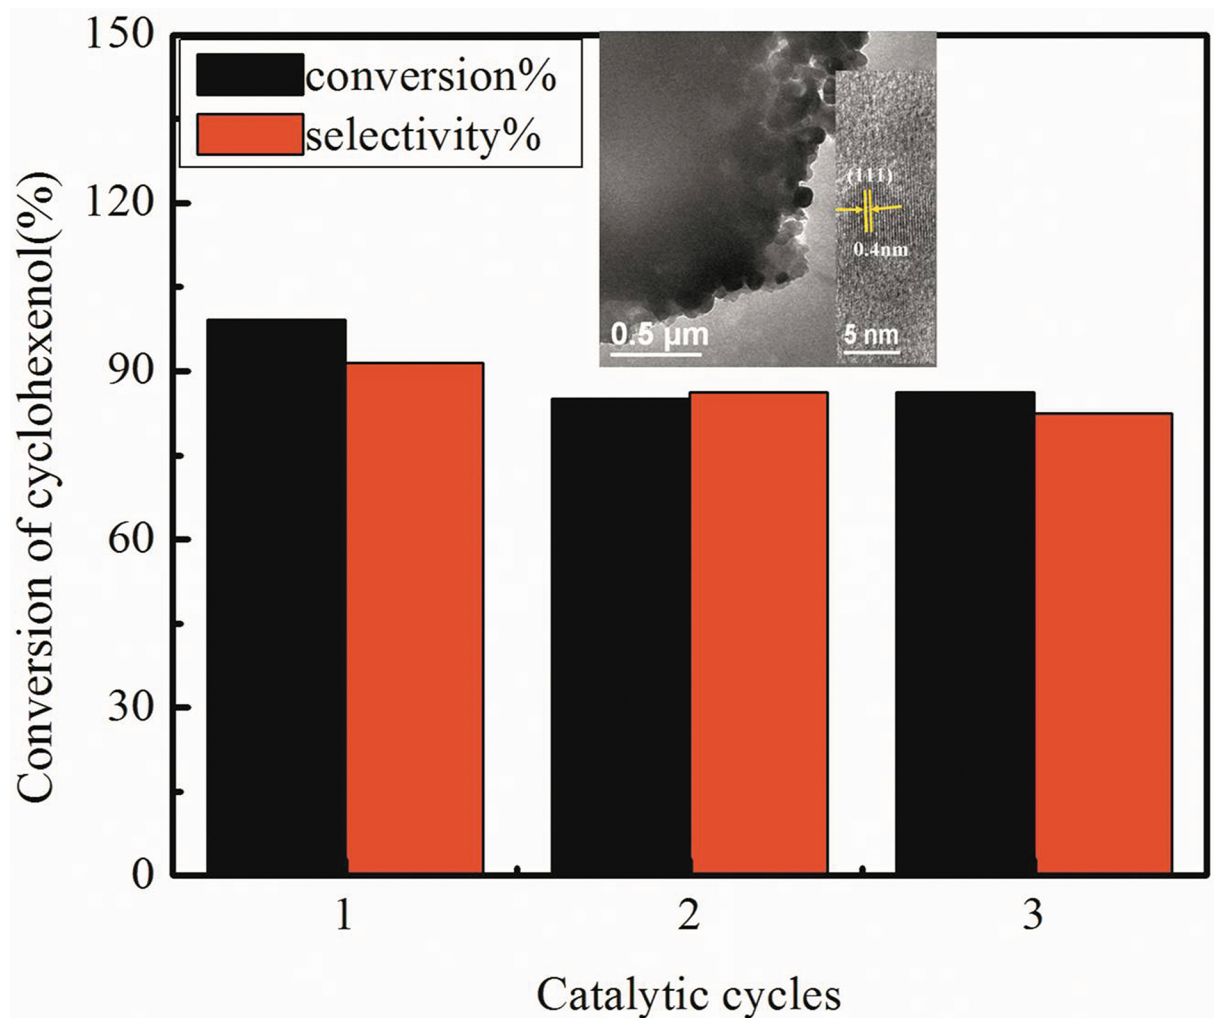 150
conversion%
selectivity%
120
90
60
30
0
Conversion of cyclohexenol(%)
(111)
0.4nm
0.5 μm
5 nm
1
2
3
Catalytic cycles